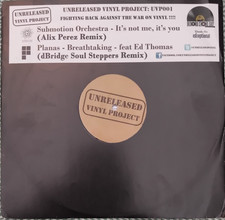 UNRELEASED VINYL PROJECT: UVP001
FIGHTING BACK AGAINST THE WAR ON VINYL !!!!
Submotion Orchestra - It's not me, it's you
(Alix Perez Remix)
Planas - Breathtaking - feat Ed Thomas
(dBridge Soul Steppers Remix)
UNRELEASED
VINYL PROJECT
UNRELEASED
VINYL PROJECT